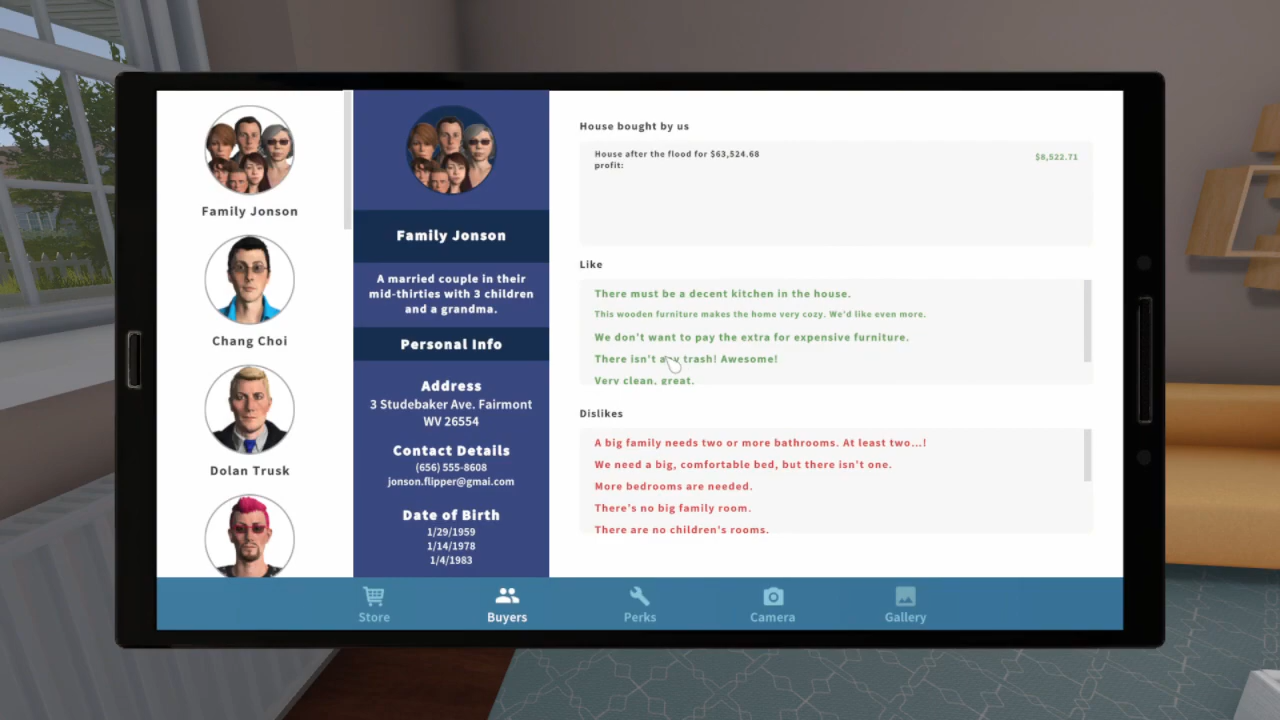 Family Jonson
Chang Choi
Dolan Trusk
Family Jonson
A married couple in their
mid-thirties with 3 children
and a grandma.
Personal Info
Address
3 Studebaker Ave. Fairmont
WV 26554
Contact Details
(656) 555-8608
jonson.flipper@gmai.com
Date of Birth
1/29/1959
1/14/1978
1/4/1983
House bought by us
House after the flood for $63,524.68
profit:
$8,522.71
Like
There must be a decent kitchen in the house.
This wooden furniture makes the home very cozy. We'd like even more.
We don't want to pay the extra for expensive furniture.
There isn't any trash! Awesome!
Very clean, great.
Dislikes
A big family needs two or more bathrooms. At least two...!
We need a big, comfortable bed, but there isn't one.
More bedrooms are needed.
There's no big family room.
There are no children's rooms.
Store
Buyers
Perks
Camera
Gallery